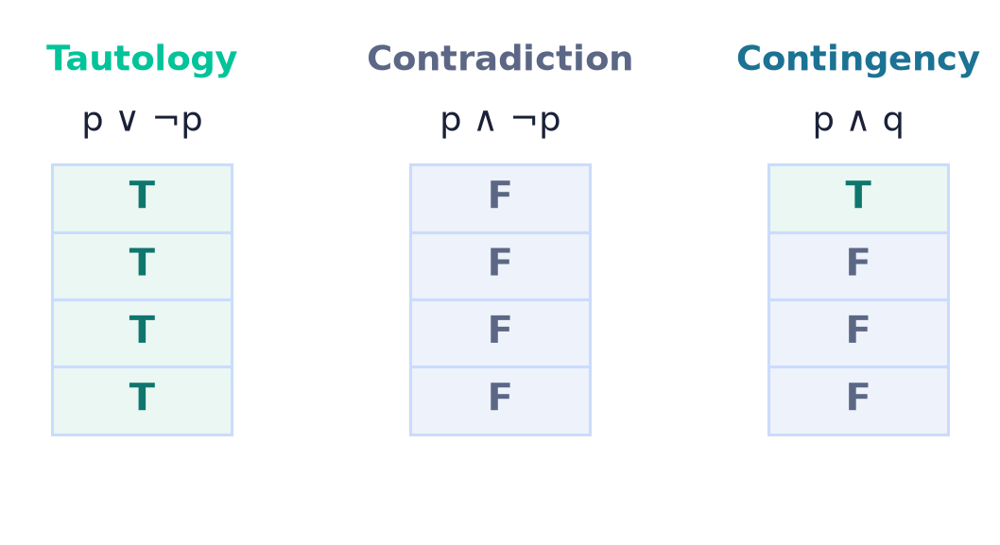 Tautology Contradiction Contingency
p ∨ ¬p p ∧ ¬p p ∧ q
T F T
T F F
T F F
T F F